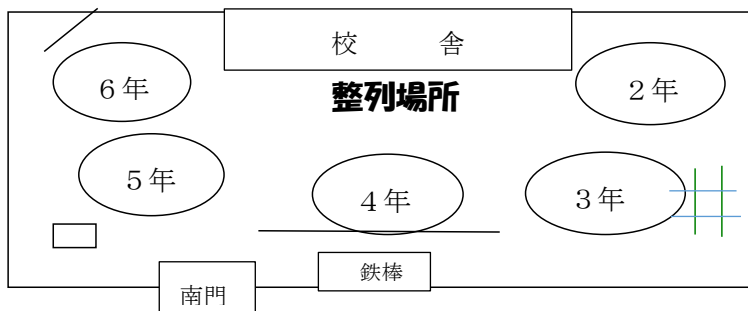 校　　　舎
６年
整列場所
２年
５年
４年
３年
鉄棒
南門